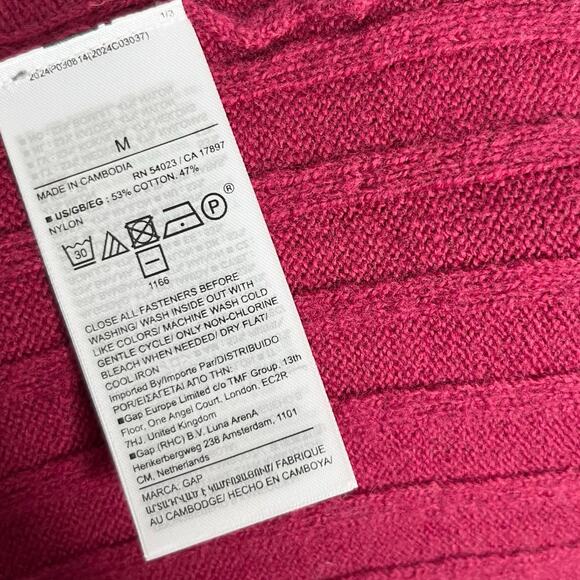 1/3
2024P030814(2024C03037)
M
MADE IN CAMBODIA RN 54023 / CA 17897
■ US/GB/EG : 53% COTTON. 47%
NYLON
30
P ®
1166
CLOSE ALL FASTENERS BEFORE
WASHING/ WASH INSIDE OUT WITH
LIKE COLORS/ MACHINE WASH COLD
GENTLE CYCLE/ ONLY NON-CHLORINE
BLEACH WHEN NEEDED/ DRY FLAT/
COOL IRON
Imported By/Importe Par/DISTRIBUIDO
POR/ΕΙΣΑΓΕΤΑΙ ΑΠΟ ΤΗΝ:
■Gap Europe Limited c/o TMF Group. 13th
Floor, One Angel Court, London. EC2R
7HJ. United Kingdom
■Gap (RHC) B.V. Luna ArenA
Herikerbergweg 238 Amsterdam, 1101
CM. Netherlands
MARCA: GAP
ԱՐՏԱԴՐՎԱԾ Է ԿԱՄԲՈՋԱՅՈՒՄ/ FABRIQUE
AU CAMBODGE/ HECHO EN CAMBOYA/